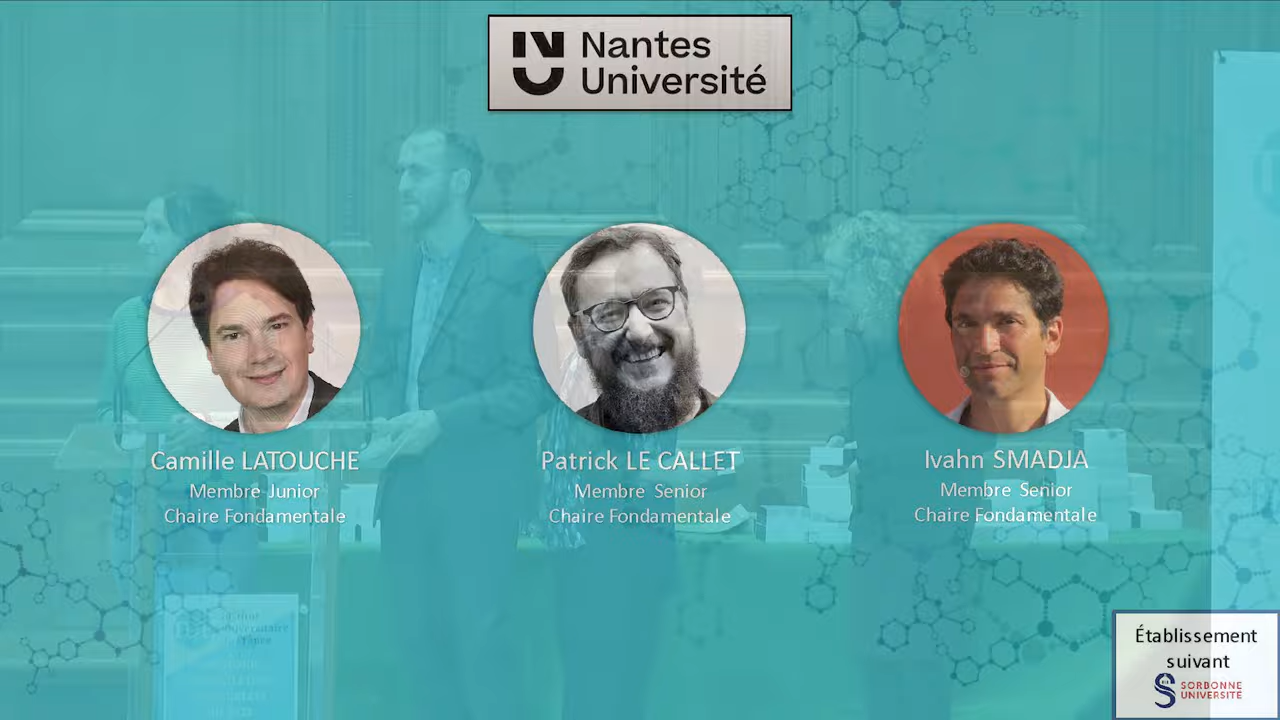 Nantes
Université
Camille LATOUCHE
Membre Junior
Chaire Fondamentale
Patrick LE CALLET
Membre Senior
Chaire Fondamentale
Ivahn SMADJA
Membre Senior
Chaire Fondamentale
Établissement
suivant
SORBONNE
UNIVERSITÉ